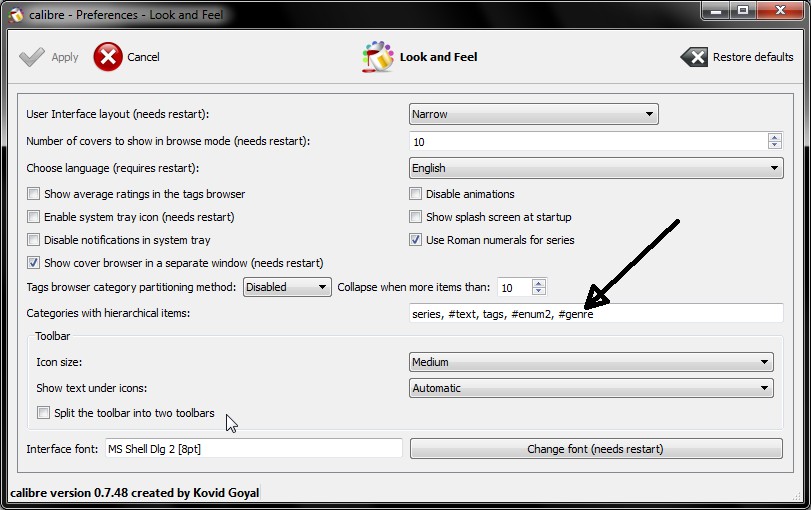 calibre - Preferences - Look and Feel
Apply Cancel Look and Feel Restore defaults
User Interface layout (needs restart): Narrow
Number of covers to show in browse mode (needs restart): 10
Choose language (requires restart): English
Show average ratings in the tags browser Disable animations
Enable system tray icon (needs restart) Show splash screen at startup
Disable notifications in system tray Use Roman numerals for series
Show cover browser in a separate window (needs restart)
Tags browser category partitioning method: Disabled Collapse when more items than: 10
Categories with hierarchical items: series, #text, tags, #enum2, #genre
Toolbar
Icon size: Medium
Show text under icons: Automatic
Split the toolbar into two toolbars
Interface font: MS Shell Dlg 2 [8pt] Change font (needs restart)
calibre version 0.7.48 created by Kovid Goyal